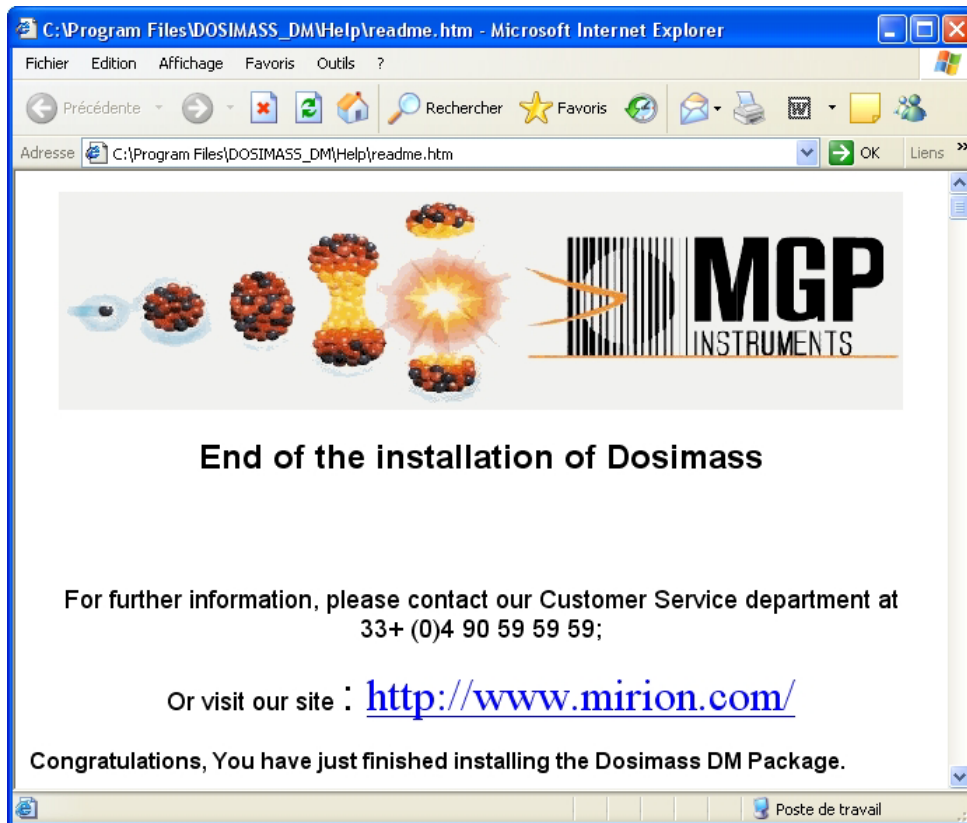 C:\Program Files\DOSIMASS_DM\Help\readme.htm - Microsoft Internet Explorer
Fichier Edition Affichage Favoris Outils ?
Précédente Rechercher Favoris
Adresse C:\Program Files\DOSIMASS_DM\Help\readme.htm OK Liens »
MGP
INSTRUMENTS
End of the installation of Dosimass
For further information, please contact our Customer Service department at
33+ (0)4 90 59 59 59;
Or visit our site : http://www.mirion.com/
Congratulations, You have just finished installing the Dosimass DM Package.
Poste de travail